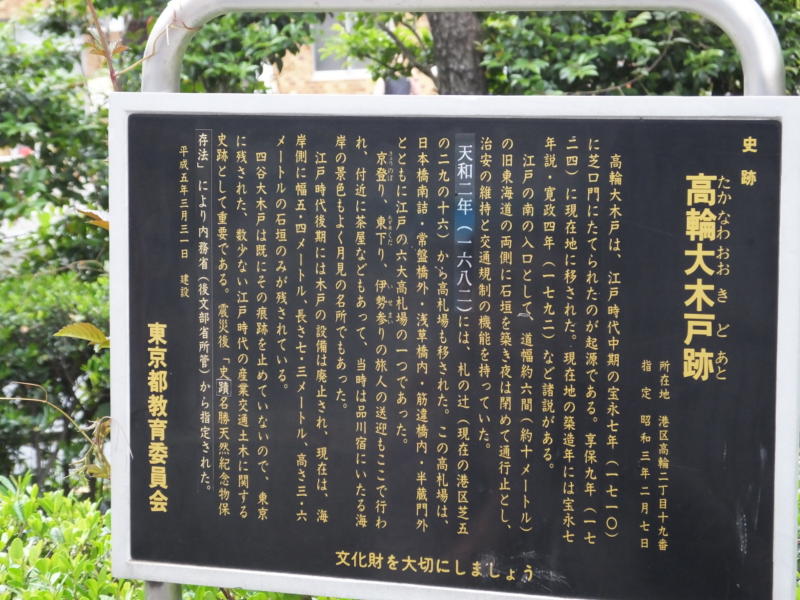 史跡
高輪大木戸跡
たかなわおおきどあと
所在地 港区高輪二丁目十九番
指定 昭和三年二月七日
高輪大木戸は、江戸時代中期の宝永七年（一七一〇）
に芝口門にたてられたのが起源である。享保九年（一七
二四）に現在地に移された。現在地の築造年には宝永七
年説・寛政四年（一七九二）など諸説がある。
江戸の南の入口として、道幅約六間（約十メートル）
の旧東海道の両側に石垣を築き夜は閉めて通行止とし、
治安の維持と交通規制の機能を持っていた。
天和二年（一六八二）には、札の辻（現在の港区芝五
の二九の十六）から高札場も移された。この高札場は、
日本橋南詰・常盤橋外・浅草橋内・筋違橋内・半蔵門外
とともに江戸の六大高札場の一つであった。
京登り、東下り、伊勢参りの旅人の送迎もここで行わ
れ、付近に茶屋などもあって、当時は品川宿にいたる海
岸の景色もよく月見の名所でもあった。
江戸時代後期には木戸の設備は廃止され、現在は、海
岸側に幅五・四メートル、長さ七・三メートル、高さ三・六
メートルの石垣のみが残されている。
四谷大木戸は既にその痕跡を止めていないので、東京
に残された、数少ない江戸時代の産業交通土木に関する
史跡として重要である。震災後「史蹟名勝天然紀念物保
存法」により内務省（後文部省所管）から指定された。
平成五年三月三一日 建設
東京都教育委員会
文化財を大切にしましょう